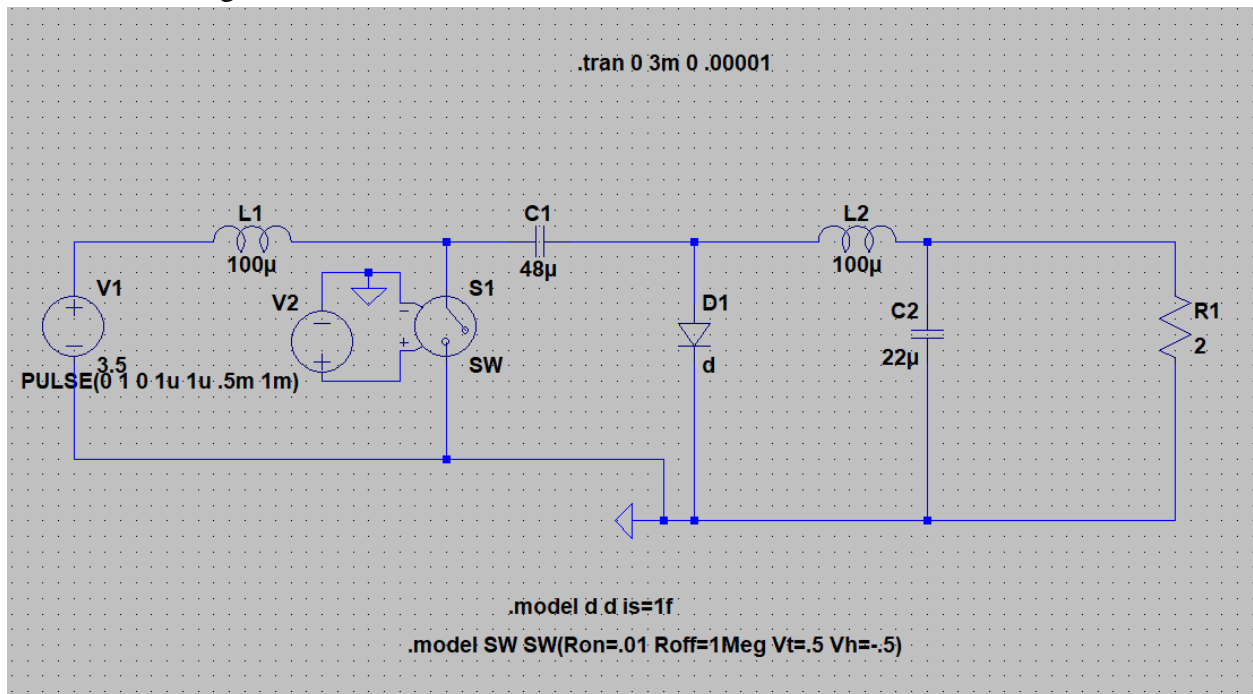 .tran 0 3m 0 .00001
L1
100µ
C1
48µ
L2
100µ
V1
3.5
PULSE(0 1 0 1u 1u .5m 1m)
V2
S1
SW
D1
d
C2
22µ
R1
2
.model d d is=1f
.model SW SW(Ron=.01 Roff=1Meg Vt=.5 Vh=-.5)